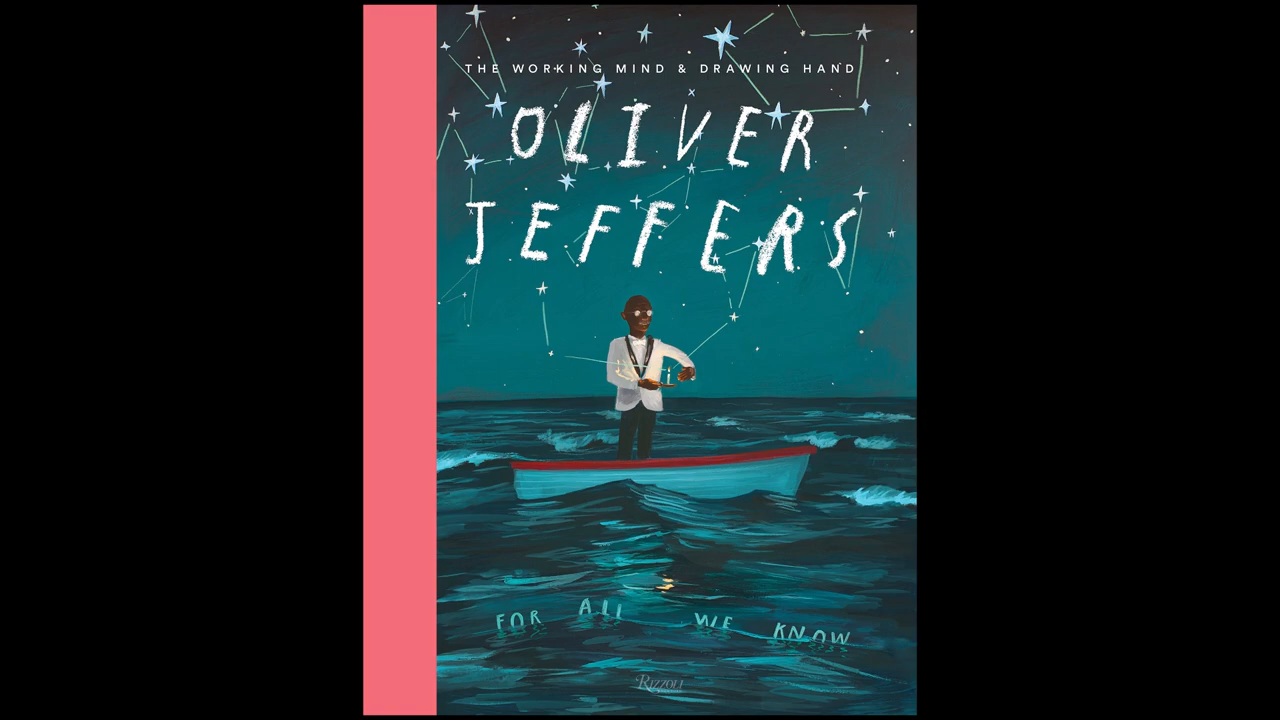 THE WORKING MIND & DRAWING HAND
OLIVER
JEFFERS
FOR ALL WE KNOW
RIZZOLI